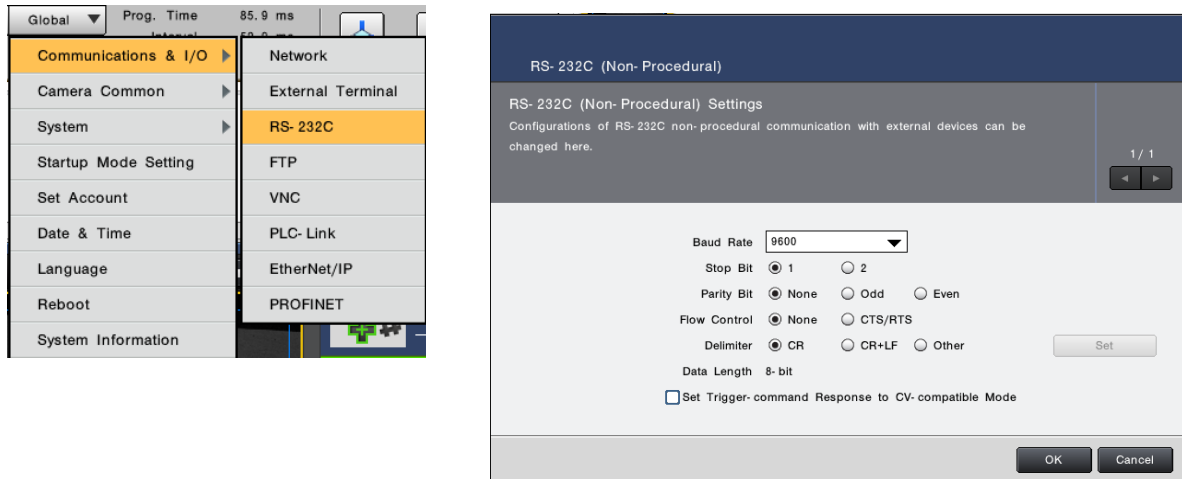 Global
Prog. Time 85.9 ms
Communications & I/O
Camera Common
System
Startup Mode Setting
Set Account
Date & Time
Language
Reboot
System Information
Network
External Terminal
RS-232C
FTP
VNC
PLC-Link
EtherNet/IP
PROFINET
RS-232C (Non-Procedural)
RS-232C (Non-Procedural) Settings
Configurations of RS-232C non-procedural communication with external devices can be
changed here.
1/1
Baud Rate 9600
Stop Bit 1 2
Parity Bit None Odd Even
Flow Control None CTS/RTS
Delimiter CR CR+LF Other Set
Data Length 8-bit
Set Trigger-command Response to CV-compatible Mode
OK Cancel